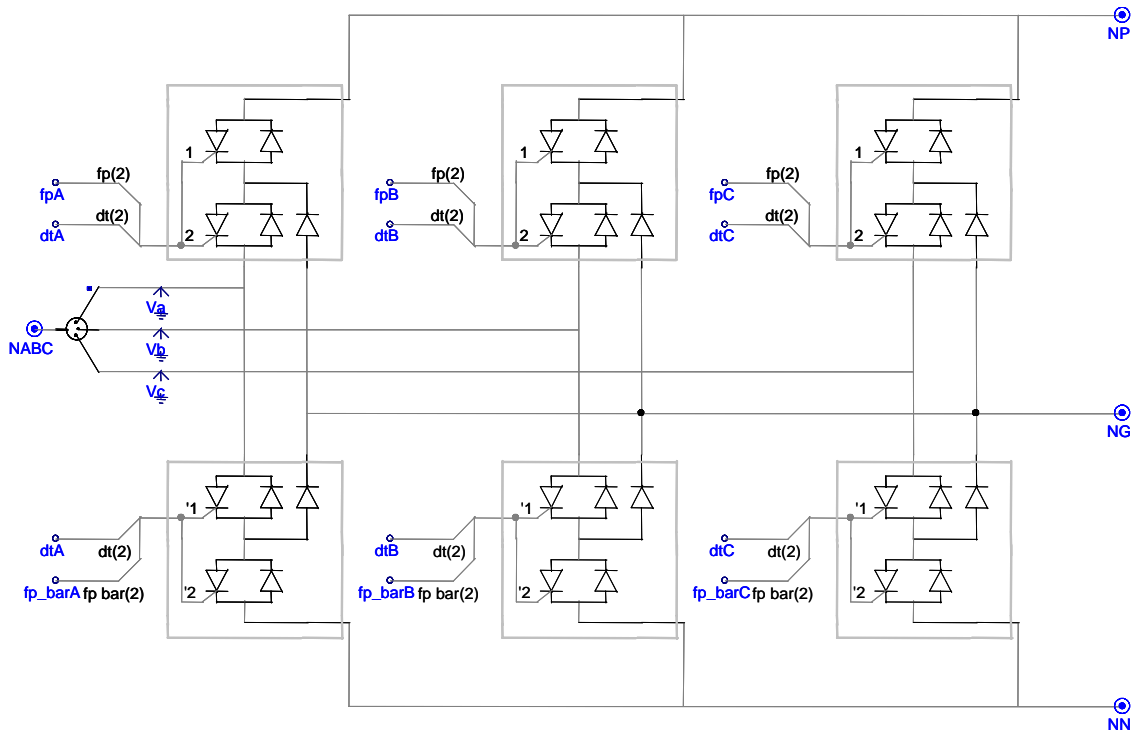 NP
1 1 1
fp(2) fp(2) fp(2)
fpA fpB fpC
dt(2) dt(2) dt(2)
dtA 2 dtB 2 dtC 2
Va
NABC Vb
Vc
NG
'1 '1 '1
dtA dt(2) dtB dt(2) dtC dt(2)
fp_barA fp bar(2) '2 fp_barB fp bar(2) '2 fp_barC fp bar(2) '2
NN